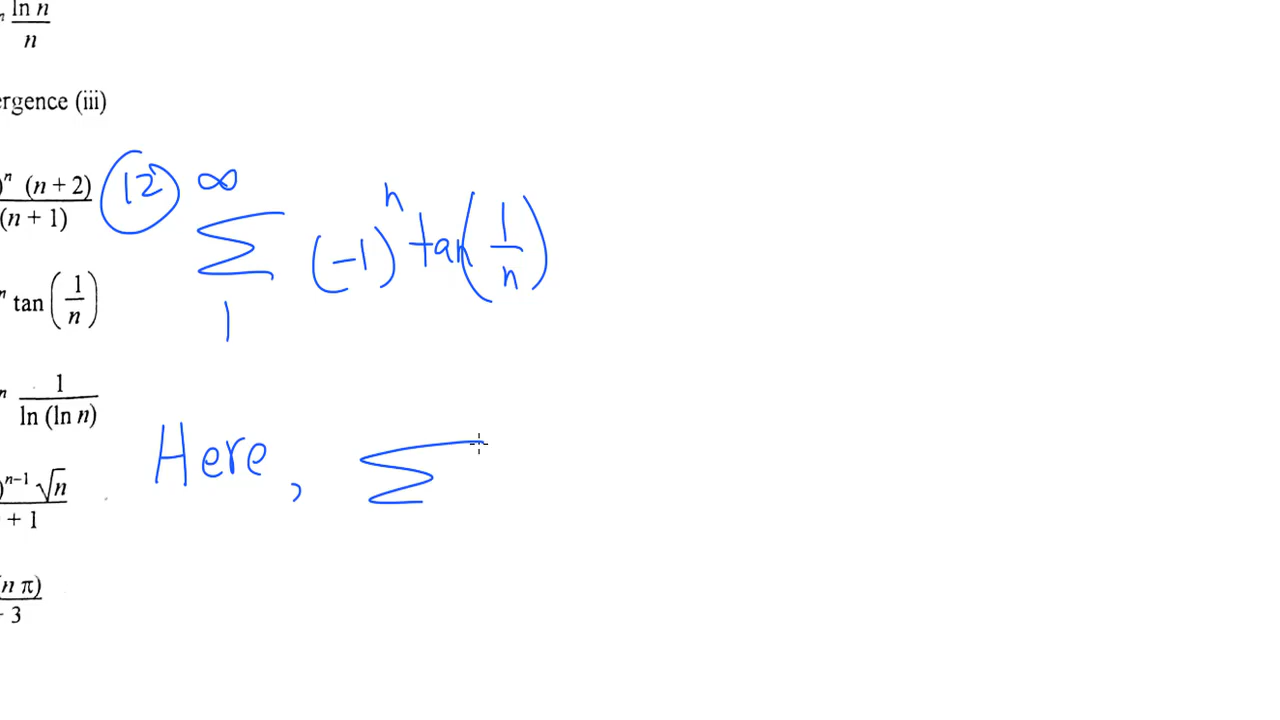 n ln n / n
ergence (iii)
)^n (n + 2) / (n + 1)
(12) ∞ ∑ 1 (-1)^n tan(1/n)
n tan (1/n)
n 1 / ln (ln n)
Here, ∑
)^{n-1} √n / + 1
(n π) / - 3